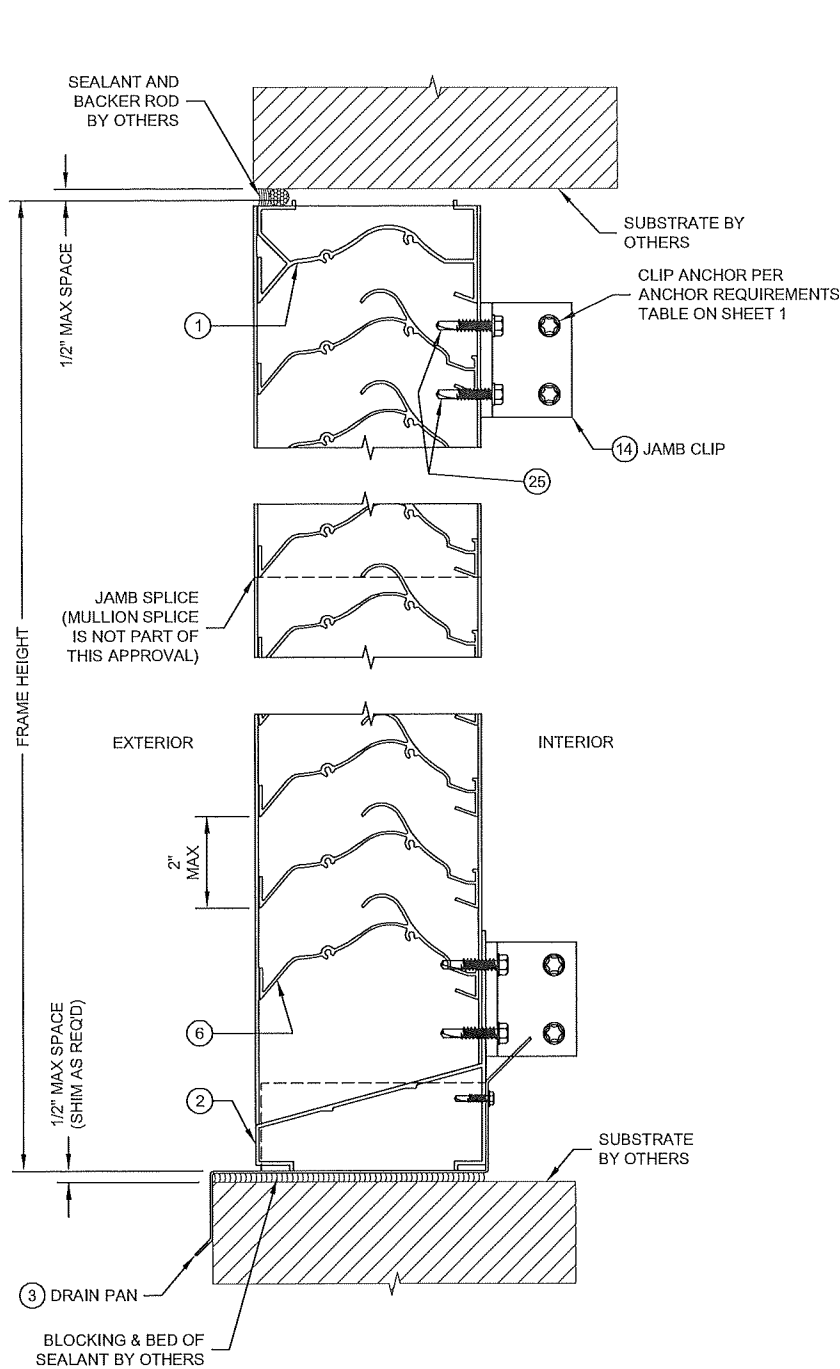 SEALANT AND
BACKER ROD
BY OTHERS
1/2" MAX SPACE
SUBSTRATE BY
OTHERS
CLIP ANCHOR PER
ANCHOR REQUIREMENTS
TABLE ON SHEET 1
1
14 JAMB CLIP
25
JAMB SPLICE
(MULLION SPLICE
IS NOT PART OF
THIS APPROVAL)
FRAME HEIGHT
EXTERIOR
INTERIOR
2"
MAX
6
1/2" MAX SPACE
(SHIM AS REQ'D)
2
SUBSTRATE
BY OTHERS
3 DRAIN PAN
BLOCKING & BED OF
SEALANT BY OTHERS